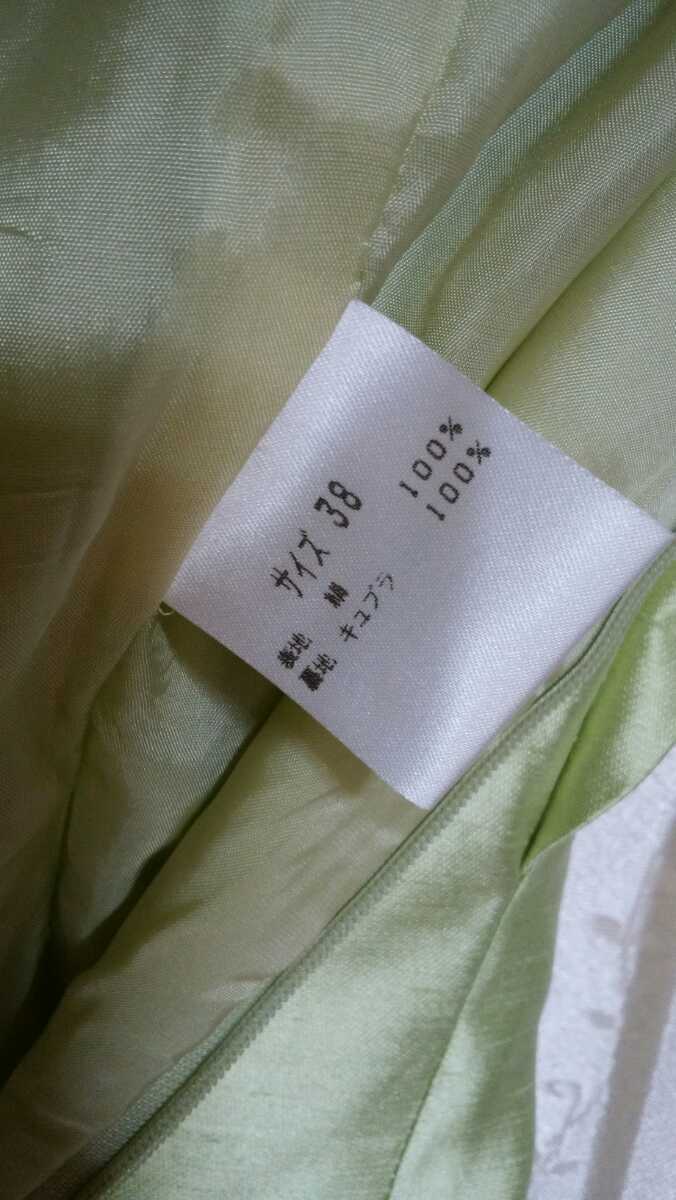 サイズ 38
表地 絹 100%
裏地 キュプラ 100%